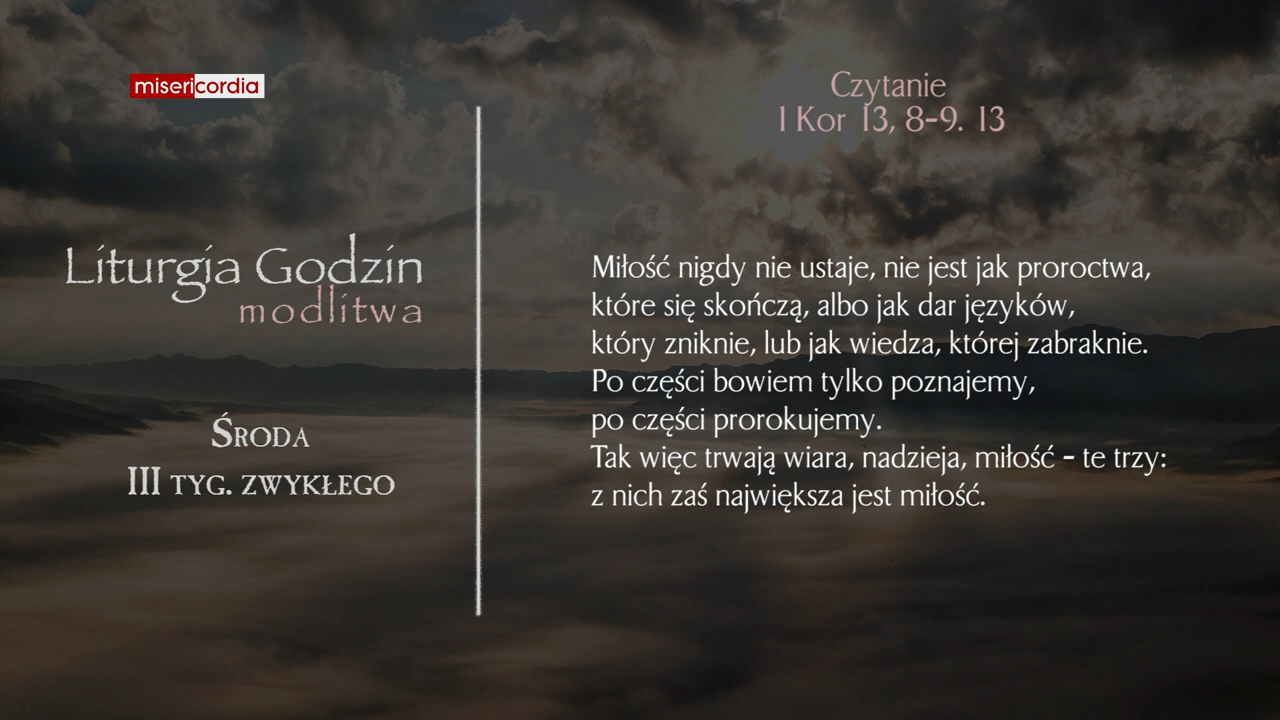 misericordia
Liturgia Godzin
modlitwa
Środa
III tyg. zwykłego
Czytanie
1 Kor 13, 8-9. 13
Miłość nigdy nie ustaje, nie jest jak proroctwa,
które się skończą, albo jak dar języków,
który zniknie, lub jak wiedza, której zabraknie.
Po części bowiem tylko poznajemy,
po części prorokujemy.
Tak więc trwają wiara, nadzieja, miłość - te trzy:
z nich zaś największa jest miłość.